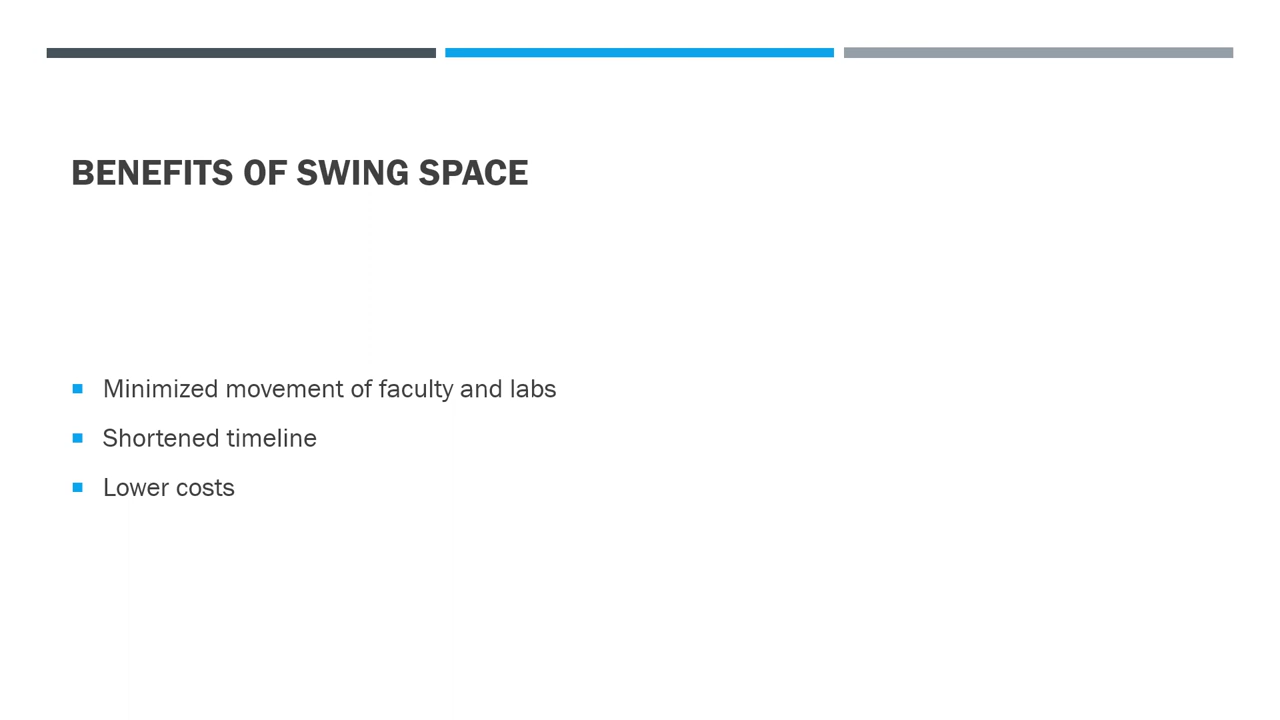 BENEFITS OF SWING SPACE
Minimized movement of faculty and labs
Shortened timeline
Lower costs